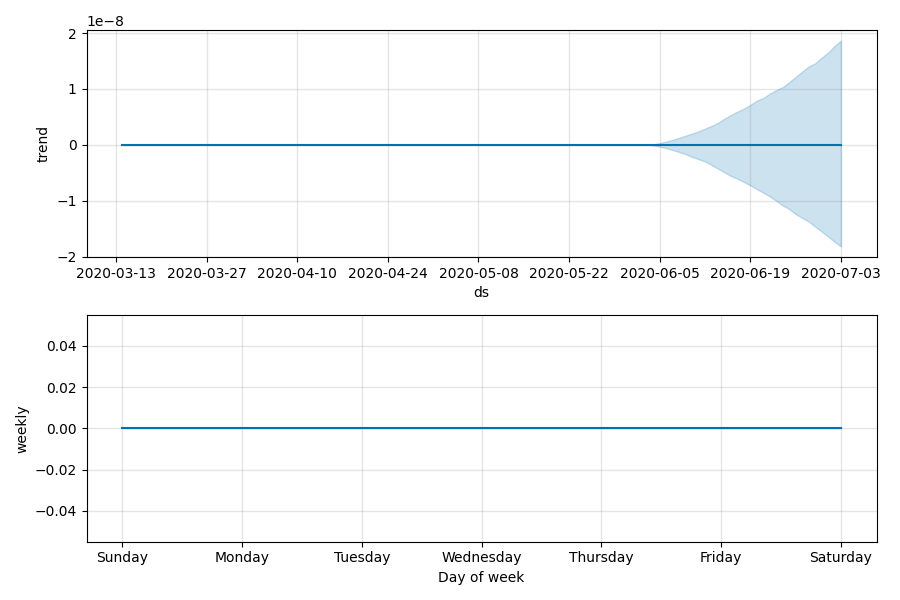 1e−8
2
1
0
−1
−2
trend
2020-03-13 2020-03-27 2020-04-10 2020-04-24 2020-05-08 2020-05-22 2020-06-05 2020-06-19 2020-07-03
ds
0.04
0.02
0.00
−0.02
−0.04
weekly
Sunday Monday Tuesday Wednesday Thursday Friday Saturday
Day of week